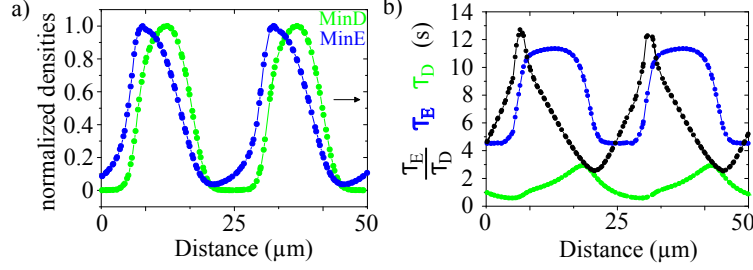 a)
MinD
MinE
normalized densities
1.0
0.8
0.6
0.4
0.2
0
0
25
50
Distance (μm)
b)
τE/τD τE τD (s)
14
12
10
8
6
4
2
0
0
25
50
Distance (μm)